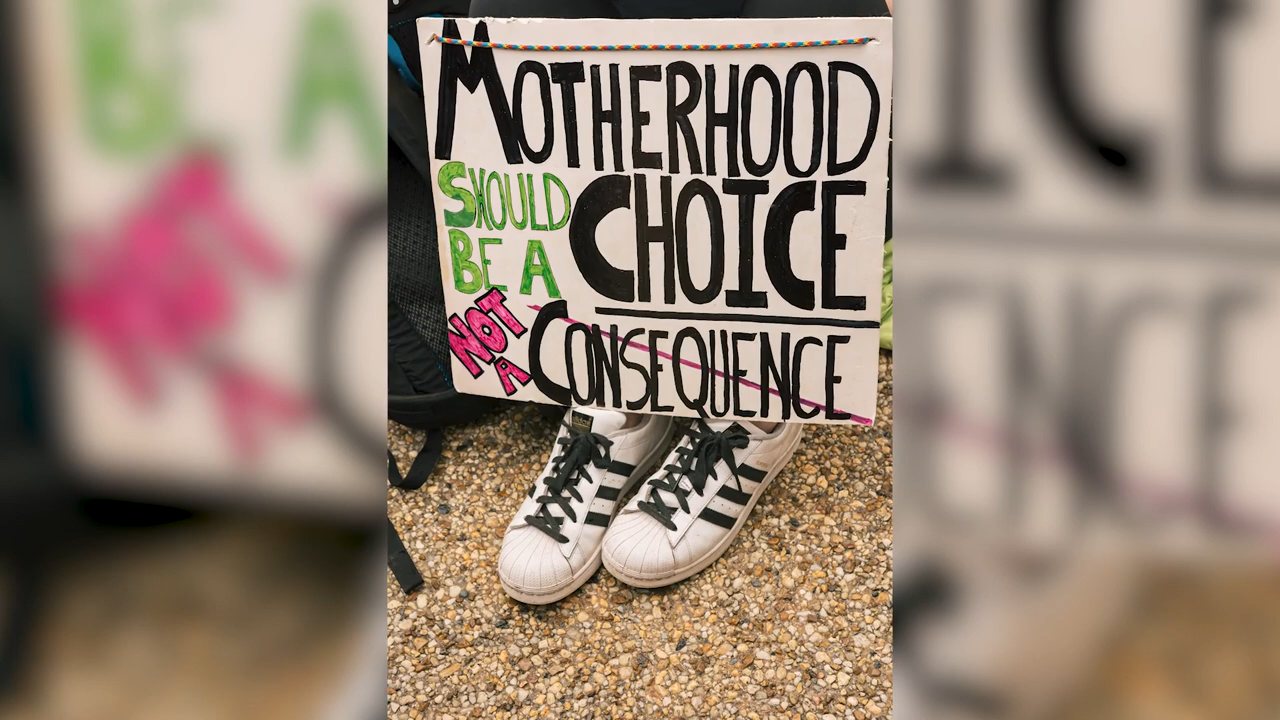 MOTHERHOOD
SHOULD
BE A
CHOICE
NOT
A
CONSEQUENCE